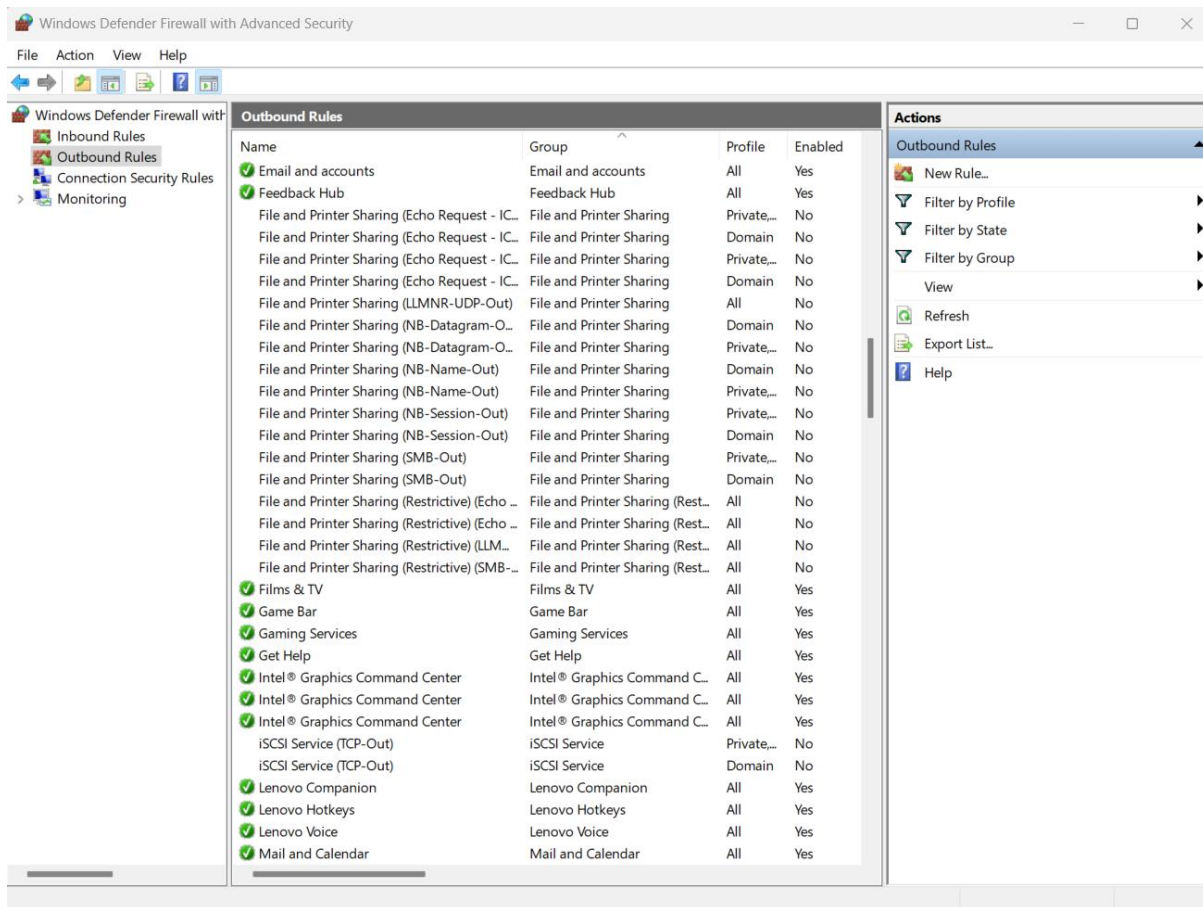 Windows Defender Firewall with Advanced Security
File Action View Help
Windows Defender Firewall with
Inbound Rules
Outbound Rules
Connection Security Rules
Monitoring
Outbound Rules
Name Group Profile Enabled
Email and accounts Email and accounts All Yes
Feedback Hub Feedback Hub All Yes
File and Printer Sharing (Echo Request - IC... File and Printer Sharing Private,... No
File and Printer Sharing (Echo Request - IC... File and Printer Sharing Domain No
File and Printer Sharing (Echo Request - IC... File and Printer Sharing Private,... No
File and Printer Sharing (Echo Request - IC... File and Printer Sharing Domain No
File and Printer Sharing (LLMNR-UDP-Out) File and Printer Sharing All No
File and Printer Sharing (NB-Datagram-O... File and Printer Sharing Domain No
File and Printer Sharing (NB-Datagram-O... File and Printer Sharing Private,... No
File and Printer Sharing (NB-Name-Out) File and Printer Sharing Domain No
File and Printer Sharing (NB-Name-Out) File and Printer Sharing Private,... No
File and Printer Sharing (NB-Session-Out) File and Printer Sharing Private,... No
File and Printer Sharing (NB-Session-Out) File and Printer Sharing Domain No
File and Printer Sharing (SMB-Out) File and Printer Sharing Private,... No
File and Printer Sharing (SMB-Out) File and Printer Sharing Domain No
File and Printer Sharing (Restrictive) (Echo ... File and Printer Sharing (Rest... All No
File and Printer Sharing (Restrictive) (Echo ... File and Printer Sharing (Rest... All No
File and Printer Sharing (Restrictive) (LLM... File and Printer Sharing (Rest... All No
File and Printer Sharing (Restrictive) (SMB-... File and Printer Sharing (Rest... All No
Films & TV Films & TV All Yes
Game Bar Game Bar All Yes
Gaming Services Gaming Services All Yes
Get Help Get Help All Yes
Intel® Graphics Command Center Intel® Graphics Command C... All Yes
Intel® Graphics Command Center Intel® Graphics Command C... All Yes
Intel® Graphics Command Center Intel® Graphics Command C... All Yes
iSCSI Service (TCP-Out) iSCSI Service Private,... No
iSCSI Service (TCP-Out) iSCSI Service Domain No
Lenovo Companion Lenovo Companion All Yes
Lenovo Hotkeys Lenovo Hotkeys All Yes
Lenovo Voice Lenovo Voice All Yes
Mail and Calendar Mail and Calendar All Yes
Actions
Outbound Rules
New Rule...
Filter by Profile
Filter by State
Filter by Group
View
Refresh
Export List...
Help